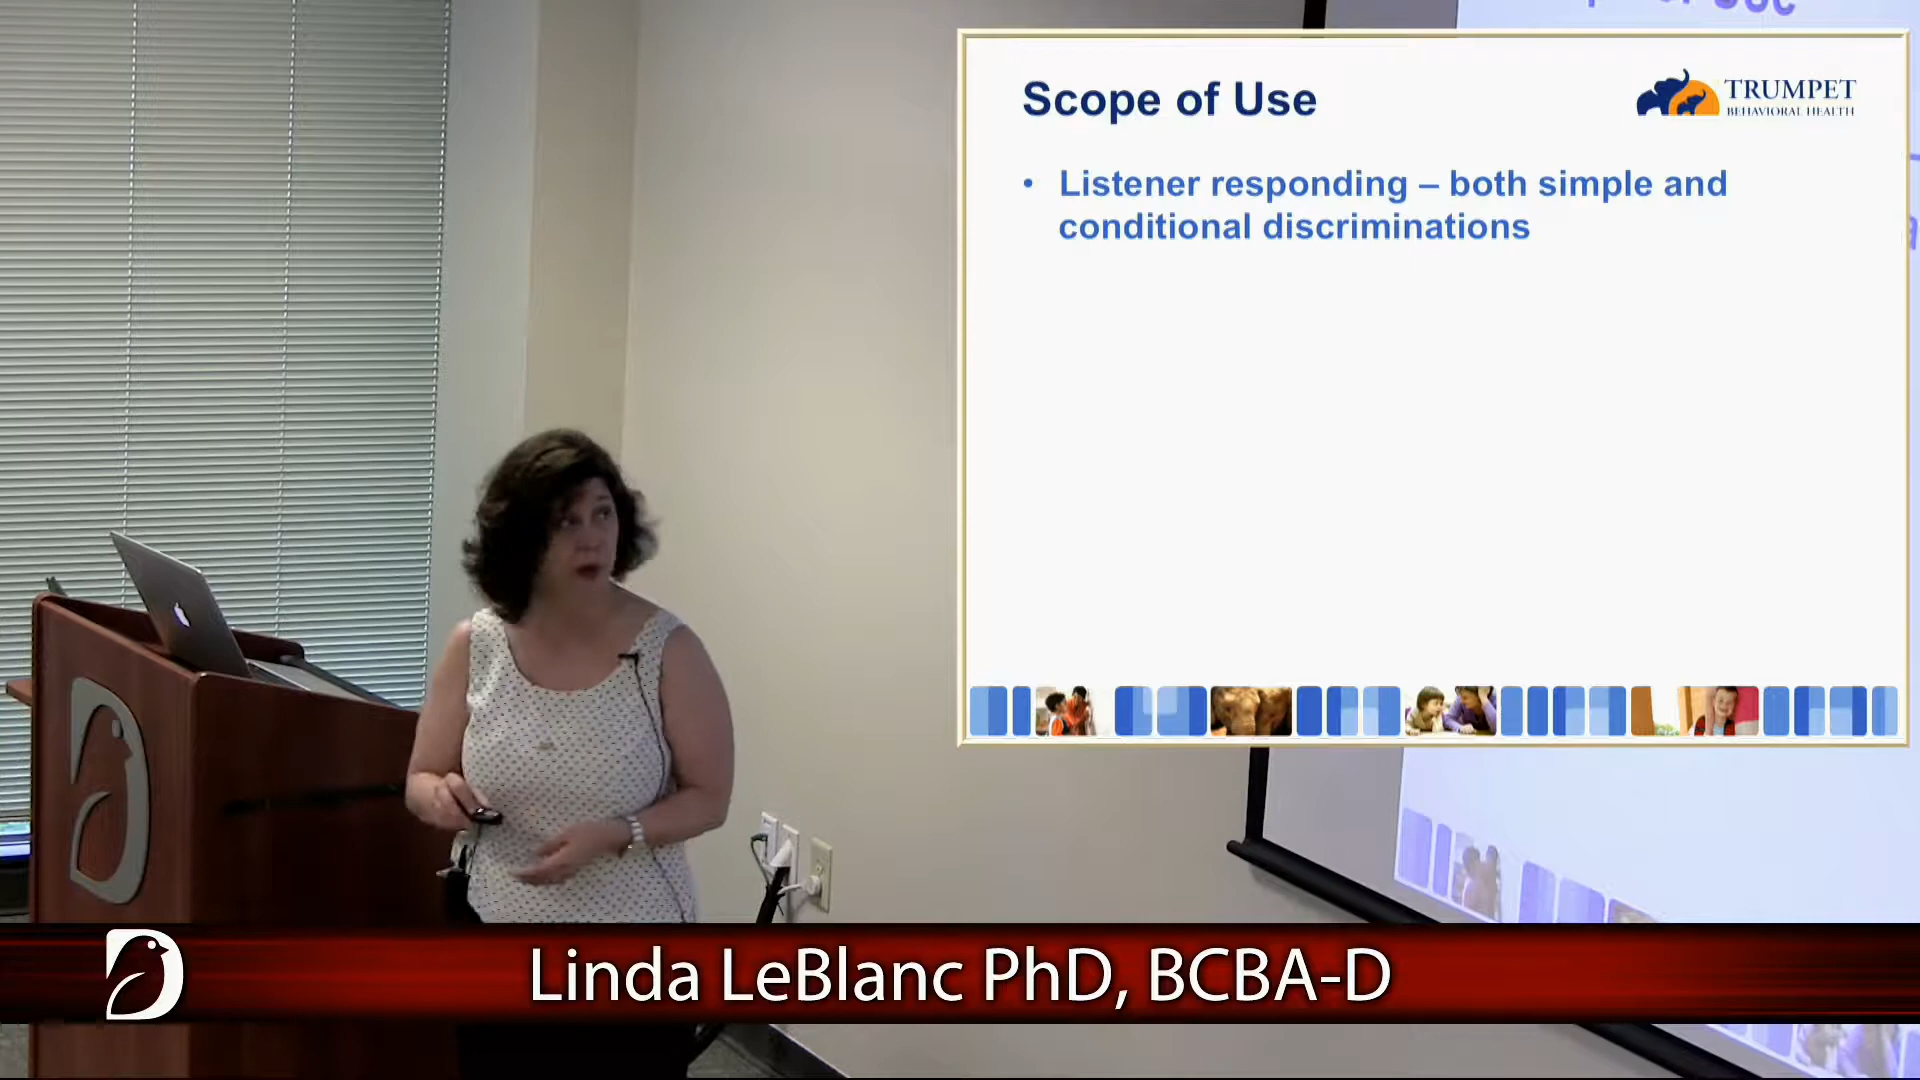 Scope of Use
TRUMPET
BEHAVIORAL HEALTH
• Listener responding – both simple and
conditional discriminations
Linda LeBlanc PhD, BCBA-D